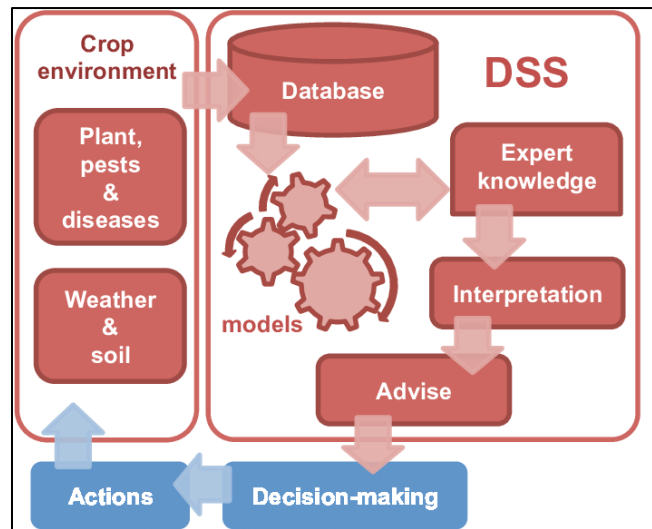 Crop
environment
Plant,
pests
&
diseases
Weather
&
soil
DSS
Database
Expert
knowledge
models
Interpretation
Advise
Decision-making
Actions